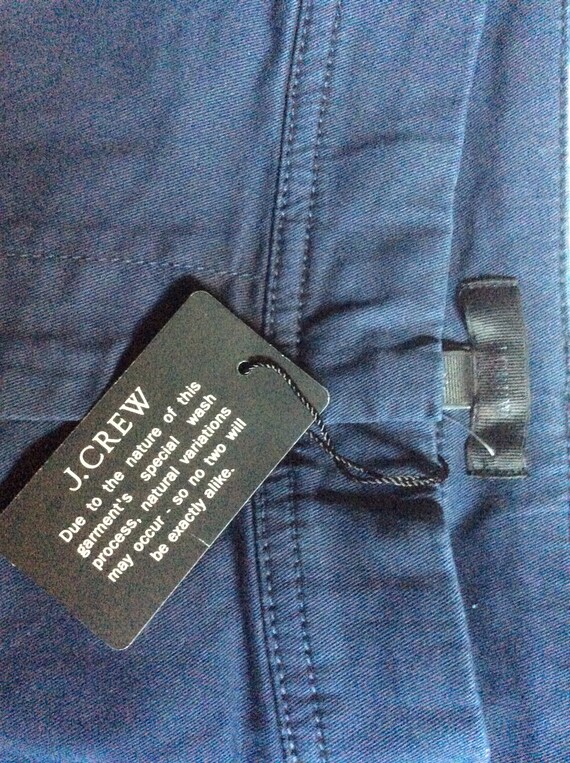 J.CREW
Due to the nature of this
garment's special wash
process, natural variations
may occur - so no two will
be exactly alike.